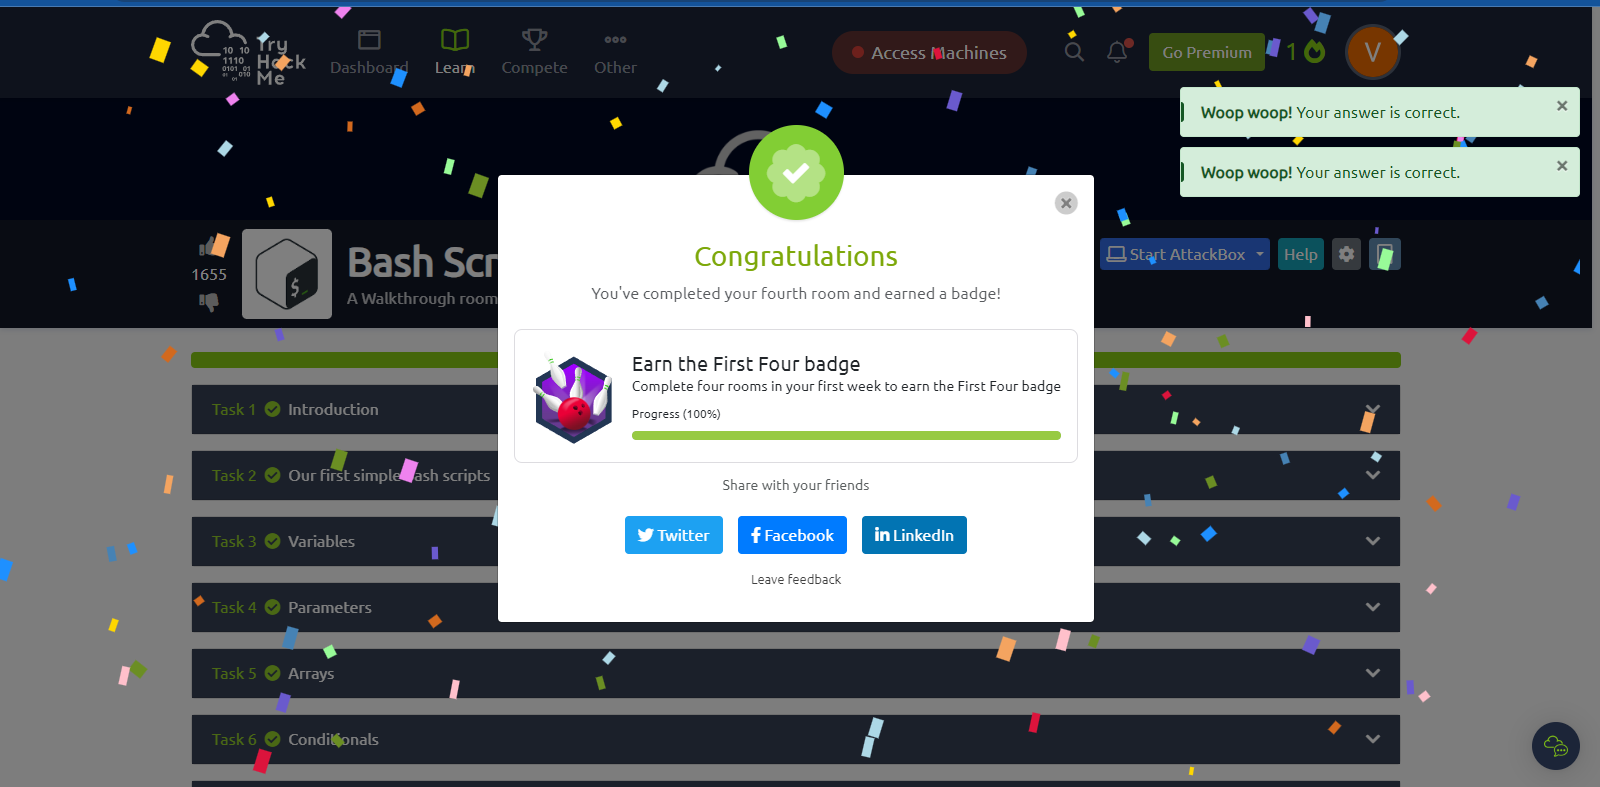 Try Hack Me
Dashboard
Learn
Compete
Other
Access Machines
Go Premium
1
V
Woop woop! Your answer is correct.
Woop woop! Your answer is correct.
1655
Bash Scr
A Walkthrough room
Start AttackBox
Help
Congratulations
You've completed your fourth room and earned a badge!
Earn the First Four badge
Complete four rooms in your first week to earn the First Four badge
Progress (100%)
Share with your friends
Twitter
Facebook
LinkedIn
Leave feedback
Task 1 Introduction
Task 2 Our first simple bash scripts
Task 3 Variables
Task 4 Parameters
Task 5 Arrays
Task 6 Conditionals